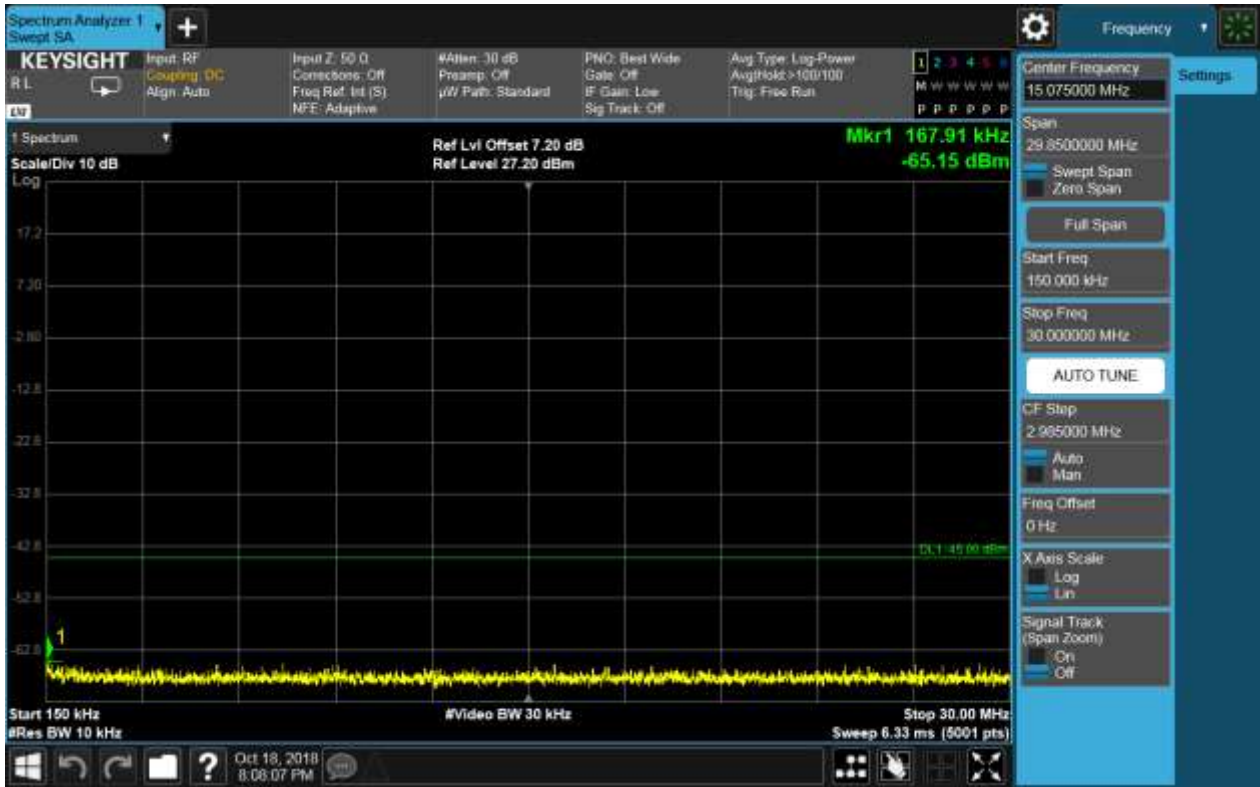 Spectrum Analyzer 1
Swept SA
+
Frequency
KEYSIGHT
R L
Input: RF
Coupling: DC
Align: Auto
Input Z: 50 Ω
Corrections: Off
Freq Ref: Int (S)
NFE: Adaptive
#Atten: 30 dB
Preamp: Off
µW Path: Standard
PNO: Best Wide
Gate: Off
IF Gain: Low
Sig Track: Off
Avg Type: Log-Power
Avg|Hold:>100/100
Trig: Free Run
1 2 3 4 5 6
M W W W W W
P P P P P P
1 Spectrum
Scale/Div 10 dB
Log
Ref Lvl Offset 7.20 dB
Ref Level 27.20 dBm
Mkr1 167.91 kHz
-65.15 dBm
17.2
7.20
-2.80
-12.8
-22.8
-32.8
-42.8
DL1 -45.00 dBm
-52.8
-62.8
1
Start 150 kHz
#Res BW 10 kHz
#Video BW 30 kHz
Stop 30.00 MHz
Sweep 6.33 ms (5001 pts)
?
Oct 18, 2018
8:08:07 PM
Center Frequency
15.075000 MHz
Settings
Span
29.8500000 MHz
Swept Span
Zero Span
Full Span
Start Freq
150.000 kHz
Stop Freq
30.000000 MHz
AUTO TUNE
CF Step
2.985000 MHz
Auto
Man
Freq Offset
0 Hz
X Axis Scale
Log
Lin
Signal Track
(Span Zoom)
On
Off